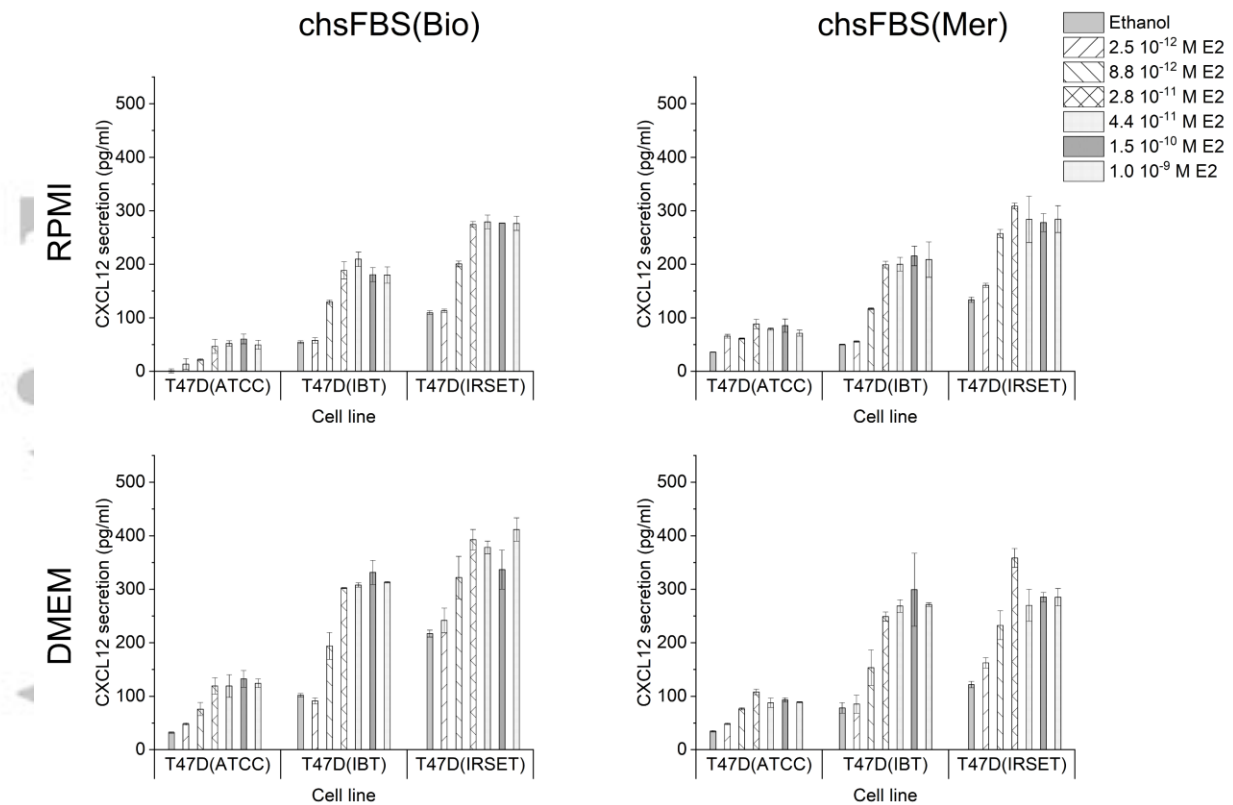 chsFBS(Bio)
chsFBS(Mer)
Ethanol
2.5 10⁻¹² M E2
8.8 10⁻¹² M E2
2.8 10⁻¹¹ M E2
4.4 10⁻¹¹ M E2
1.5 10⁻¹⁰ M E2
1.0 10⁻⁹ M E2
RPMI
CXCL12 secretion (pg/ml)
500
400
300
200
100
0
T47D(ATCC) T47D(IBT) T47D(IRSET)
Cell line
CXCL12 secretion (pg/ml)
500
400
300
200
100
0
T47D(ATCC) T47D(IBT) T47D(IRSET)
Cell line
DMEM
CXCL12 secretion (pg/ml)
500
400
300
200
100
0
T47D(ATCC) T47D(IBT) T47D(IRSET)
Cell line
CXCL12 secretion (pg/ml)
500
400
300
200
100
0
T47D(ATCC) T47D(IBT) T47D(IRSET)
Cell line